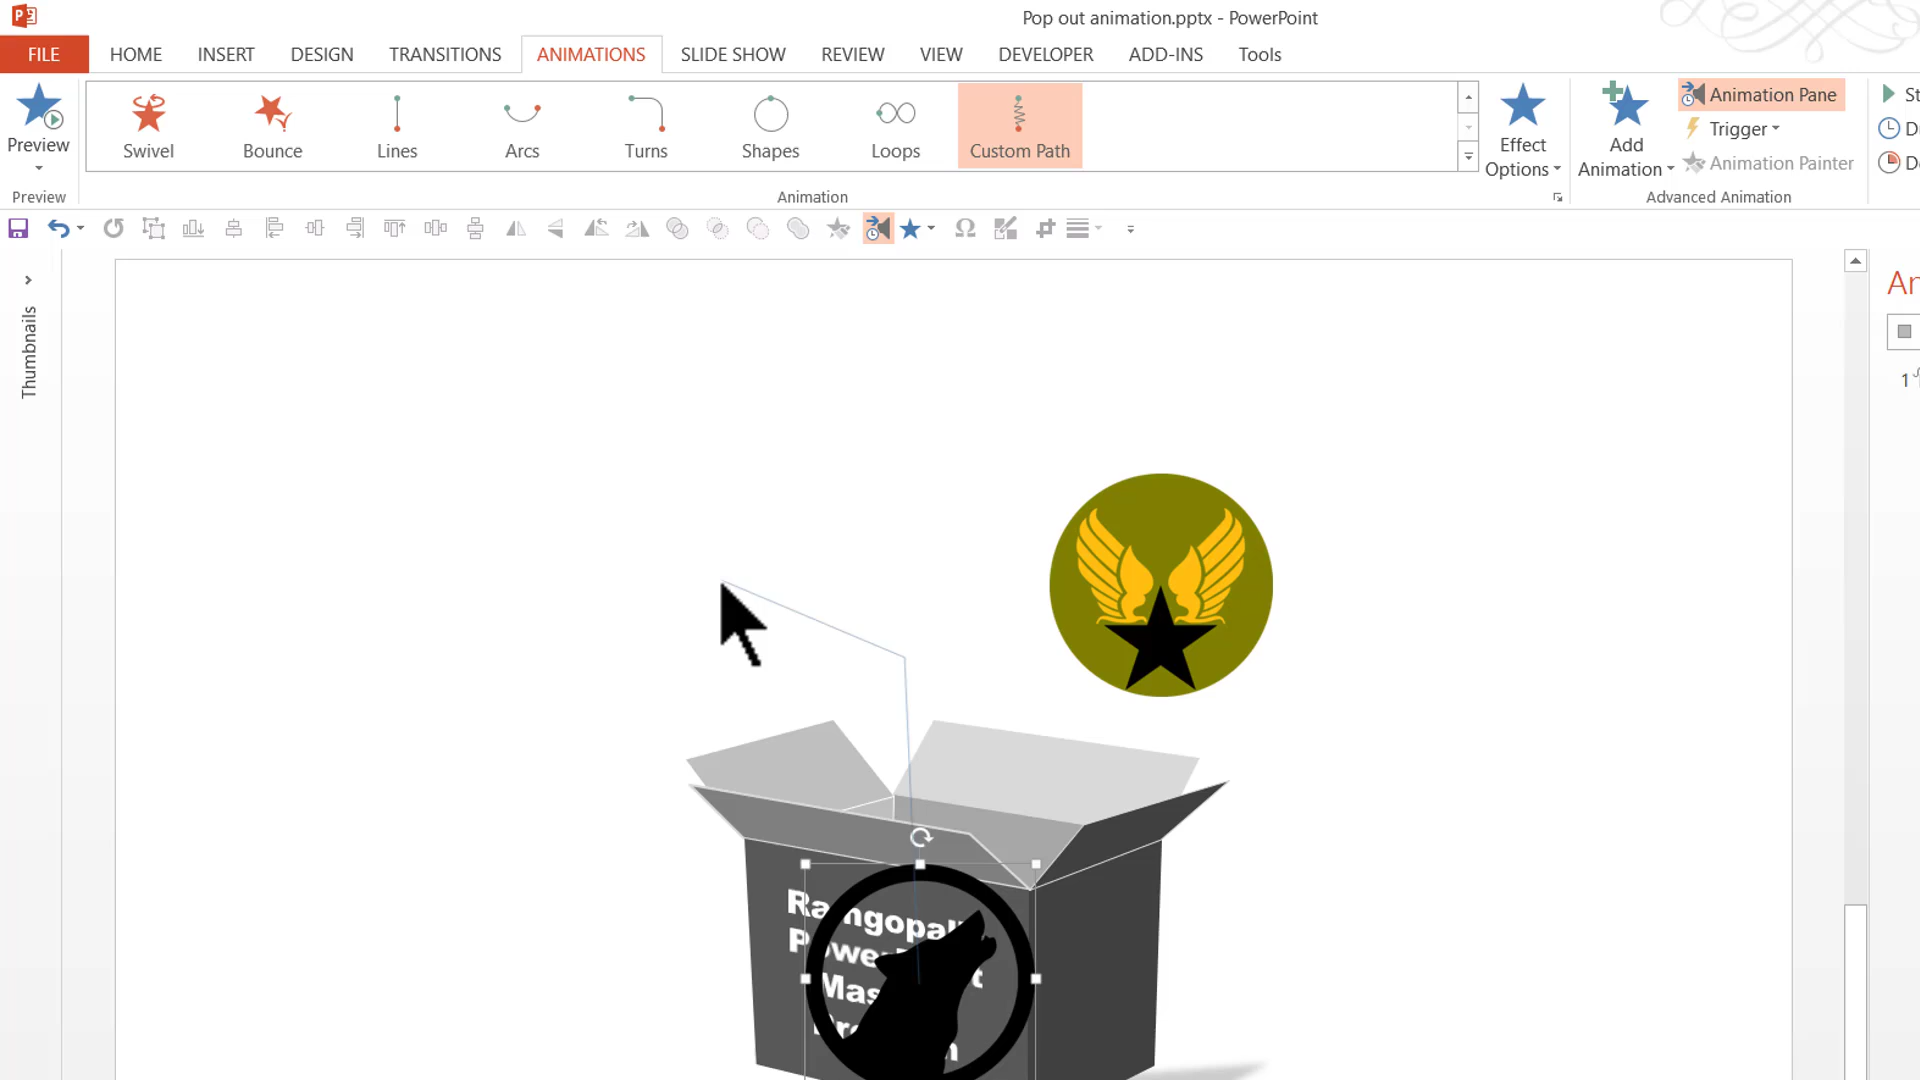 Pop out animation.pptx - PowerPoint
FILE HOME INSERT DESIGN TRANSITIONS ANIMATIONS SLIDE SHOW REVIEW VIEW DEVELOPER ADD-INS Tools
Preview
Swivel Bounce Lines Arcs Turns Shapes Loops Custom Path
Effect Options
Add Animation
Animation Pane
Trigger
Animation Painter
Preview Animation Advanced Animation
Thumbnails
1